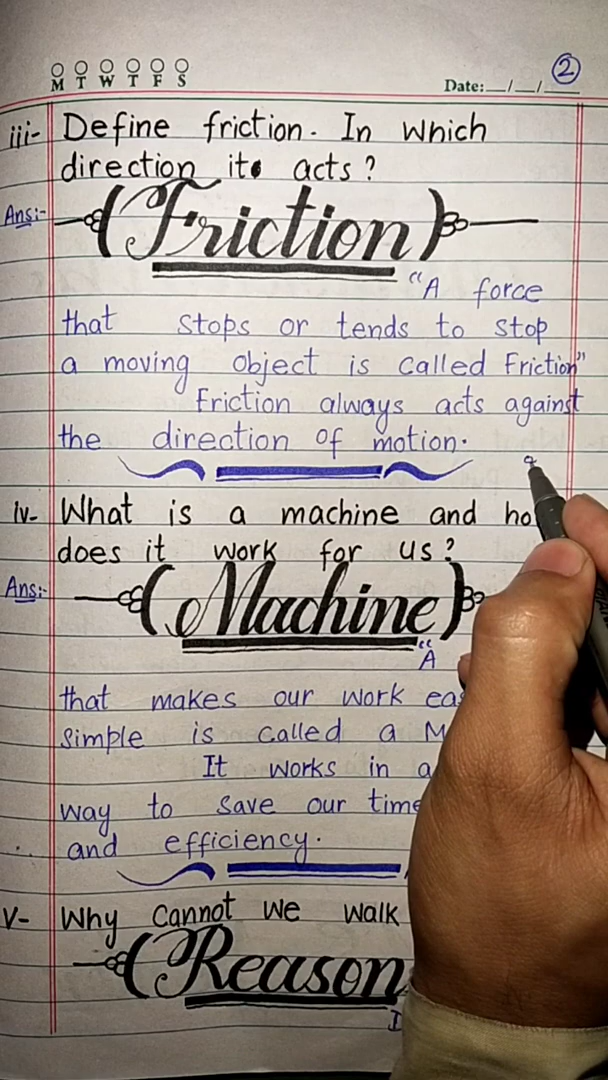 M T W T F S
Date:__/__/__
2
iii- Define friction. In which
direction it acts?
Ans:- (Friction)
"A force
that stops or tends to stop
a moving object is called Friction"
Friction always acts against
the direction of motion.
iv- What is a machine and
does it work for us?
Ans:- (Machine)
"A
that makes our work
simple is called a
It works in a
way to save our time
and efficiency.
V- Why cannot we walk
(Reason